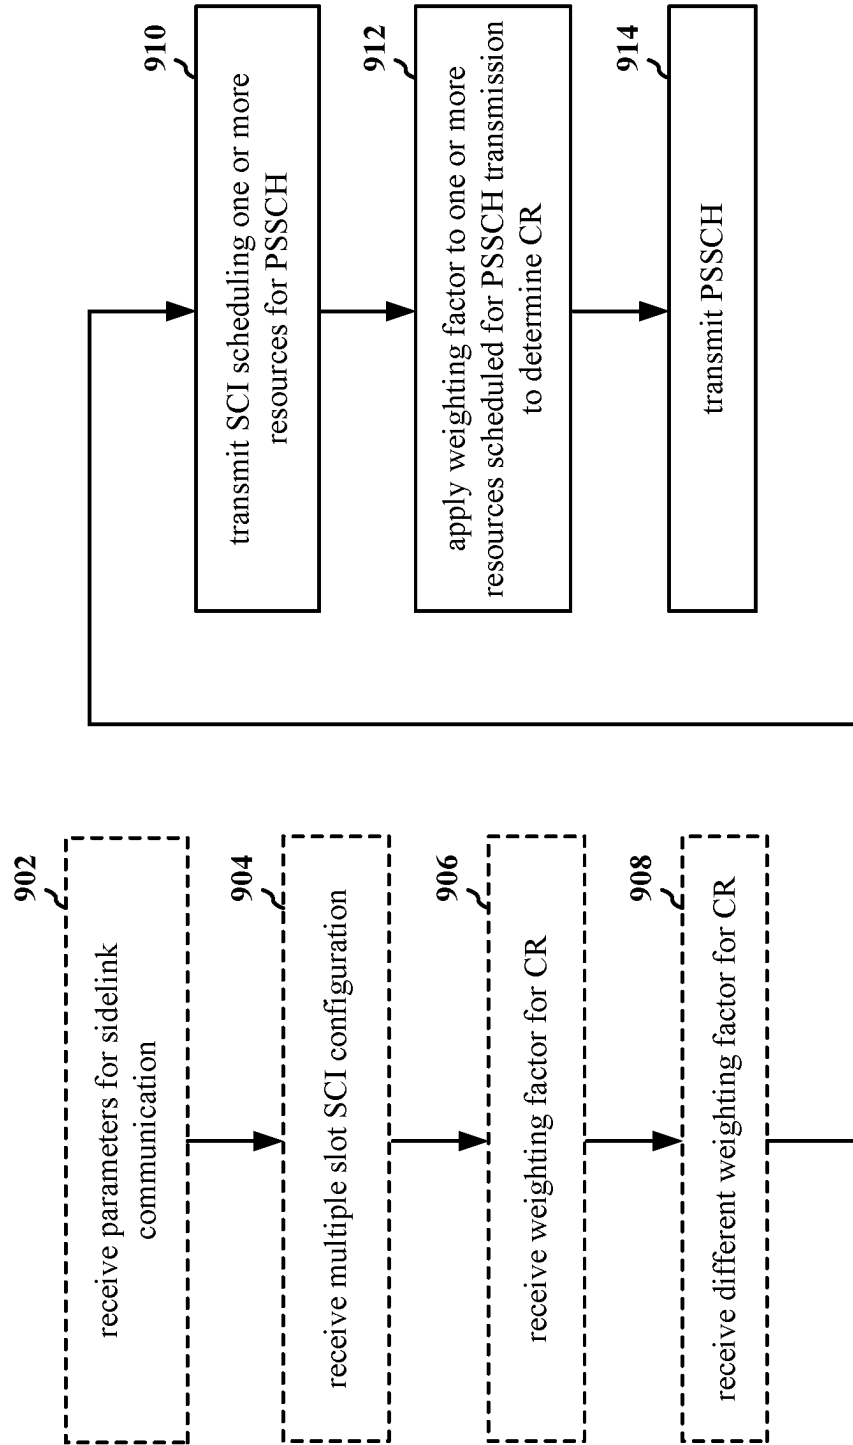 902
receive parameters for sidelink
communication
904
receive multiple slot SCI configuration
906
receive weighting factor for CR
908
receive different weighting factor for CR
910
transmit SCI scheduling one or more
resources for PSSCH
912
apply weighting factor to one or more
resources scheduled for PSSCH transmission
to determine CR
914
transmit PSSCH